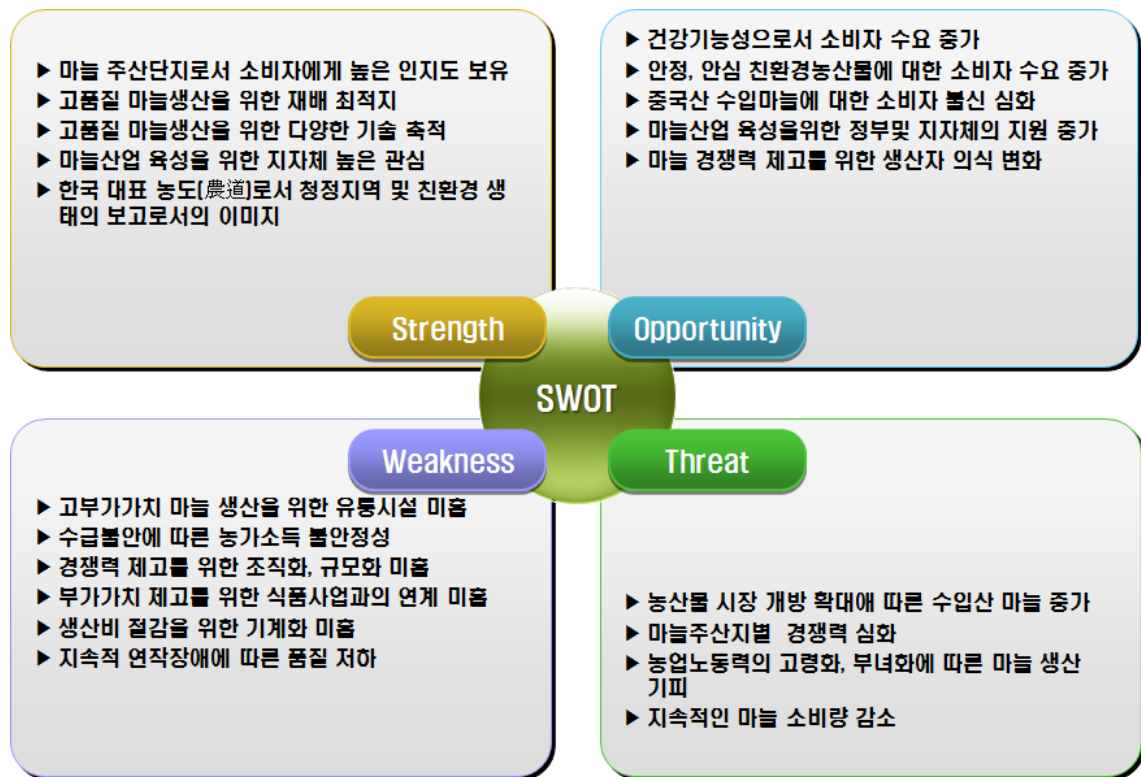 ▶ 마늘 주산단지로서 소비자에게 높은 인지도 보유
▶ 고품질 마늘생산을 위한 재배 최적지
▶ 고품질 마늘생산을 위한 다양한 기술 축적
▶ 마늘산업 육성을 위한 지자체 높은 관심
▶ 한국 대표 농도(農道)로서 청정지역 및 친환경 생
태의 보고로서의 이미지
Strength
▶ 건강기능성으로서 소비자 수요 증가
▶ 안정, 안심 친환경농산물에 대한 소비자 수요 증가
▶ 중국산 수입마늘에 대한 소비자 불신 심화
▶ 마늘산업 육성을위한 정부및 지자체의 지원 증가
▶ 마늘 경쟁력 제고를 위한 생산자 의식 변화
Opportunity
SWOT
Weakness
▶ 고부가가치 마늘 생산을 위한 유통시설 미흡
▶ 수급불안에 따른 농가소득 불안정성
▶ 경쟁력 제고를 위한 조직화, 규모화 미흡
▶ 부가가치 제고를 위한 식품사업과의 연계 미흡
▶ 생산비 절감을 위한 기계화 미흡
▶ 지속적 연작장애에 따른 품질 저하
Threat
▶ 농산물 시장 개방 확대애 따른 수입산 마늘 증가
▶ 마늘주산지별 경쟁력 심화
▶ 농업노동력의 고령화, 부녀화에 따른 마늘 생산
기피
▶ 지속적인 마늘 소비량 감소